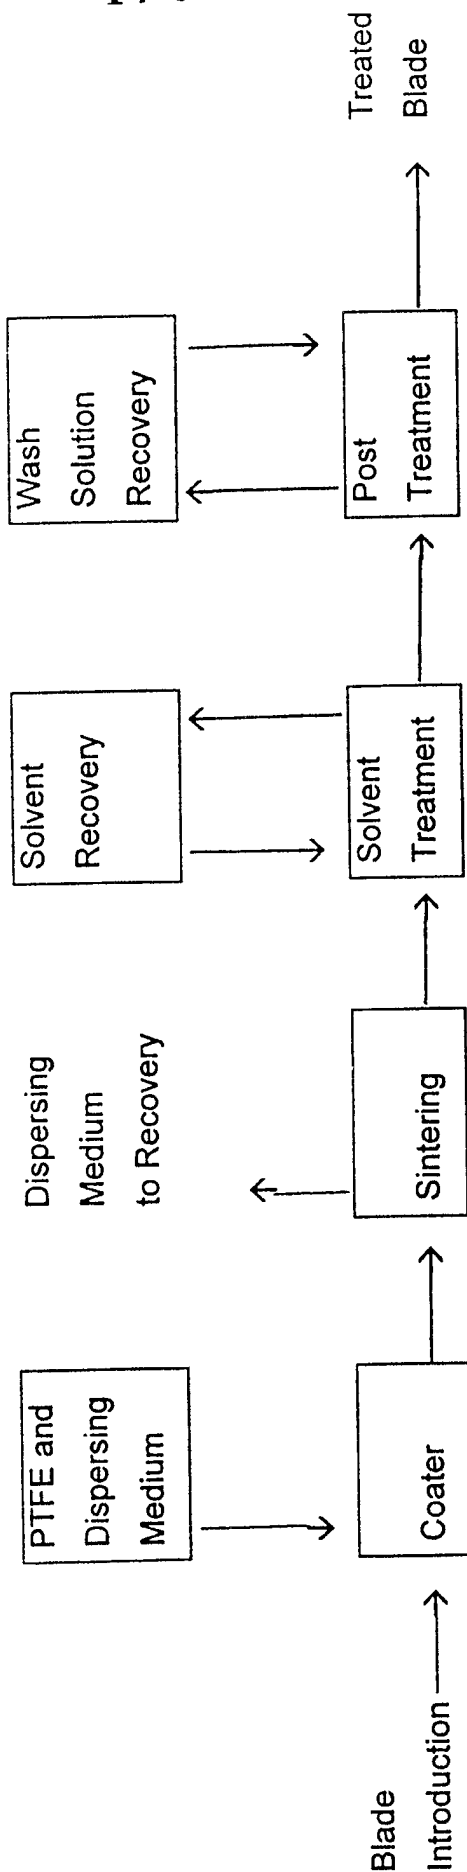 Blade
Introduction
PTFE and
Dispersing
Medium
Coater
Dispersing
Medium
to Recovery
Sintering
Solvent
Recovery
Solvent
Treatment
Wash
Solution
Recovery
Post
Treatment
Treated
Blade